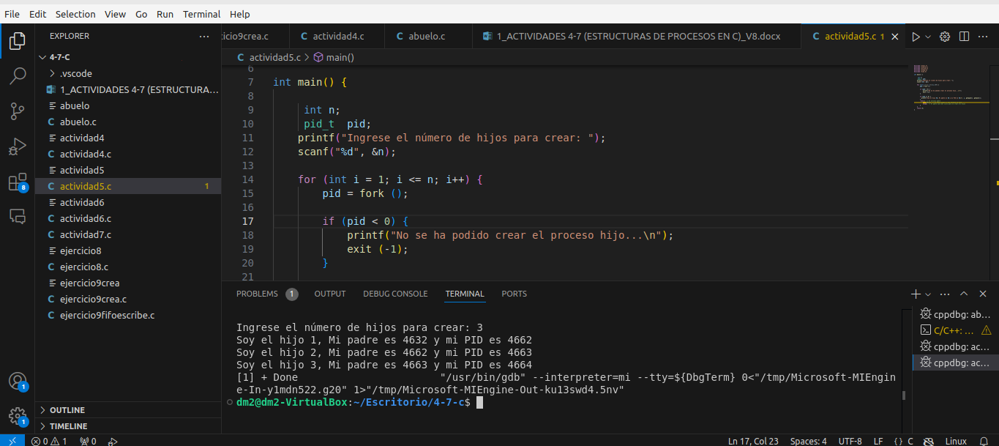 File Edit Selection View Go Run Terminal Help
EXPLORER ...
4-7-C
.vscode
1_ACTIVIDADES 4-7 (ESTRUCTURA...
abuelo
C abuelo.c
actividad4
C actividad4.c
actividad5
C actividad5.c 1
actividad6
C actividad6.c
C actividad7.c
ejercicio8
C ejercicio8.c
ejercicio9crea
C ejercicio9crea.c
C ejercicio9fifoescribe.c
OUTLINE
TIMELINE
8
1
1
icio9crea.c C actividad4.c C abuelo.c 1_ACTIVIDADES 4-7 (ESTRUCTURAS DE PROCESOS EN C)_V8.docx C actividad5.c 1
C actividad5.c > main()
6
7 int main() {
8
9 int n;
10 pid_t pid;
11 printf("Ingrese el número de hijos para crear: ");
12 scanf("%d", &n);
13
14 for (int i = 1; i <= n; i++) {
15 pid = fork ();
16
17 if (pid < 0) {
18 printf("No se ha podido crear el proceso hijo...\n");
19 exit (-1);
20 }
21
PROBLEMS 1 OUTPUT DEBUG CONSOLE TERMINAL PORTS
Ingrese el número de hijos para crear: 3
Soy el hijo 1, Mi padre es 4632 y mi PID es 4662
Soy el hijo 2, Mi padre es 4662 y mi PID es 4663
Soy el hijo 3, Mi padre es 4663 y mi PID es 4664
[1] + Done "/usr/bin/gdb" --interpreter=mi --tty=${DbgTerm} 0<"/tmp/Microsoft-MIEngin
e-In-y1mdn522.g20" 1>"/tmp/Microsoft-MIEngine-Out-ku13swd4.5nv"
dm2@dm2-VirtualBox:~/Escritorio/4-7-c$
cppdbg: ab...
C/C++: ...
cppdbg: ac...
cppdbg: ac...
0 1 0 Ln 17, Col 23 Spaces: 4 UTF-8 LF {} C Linux